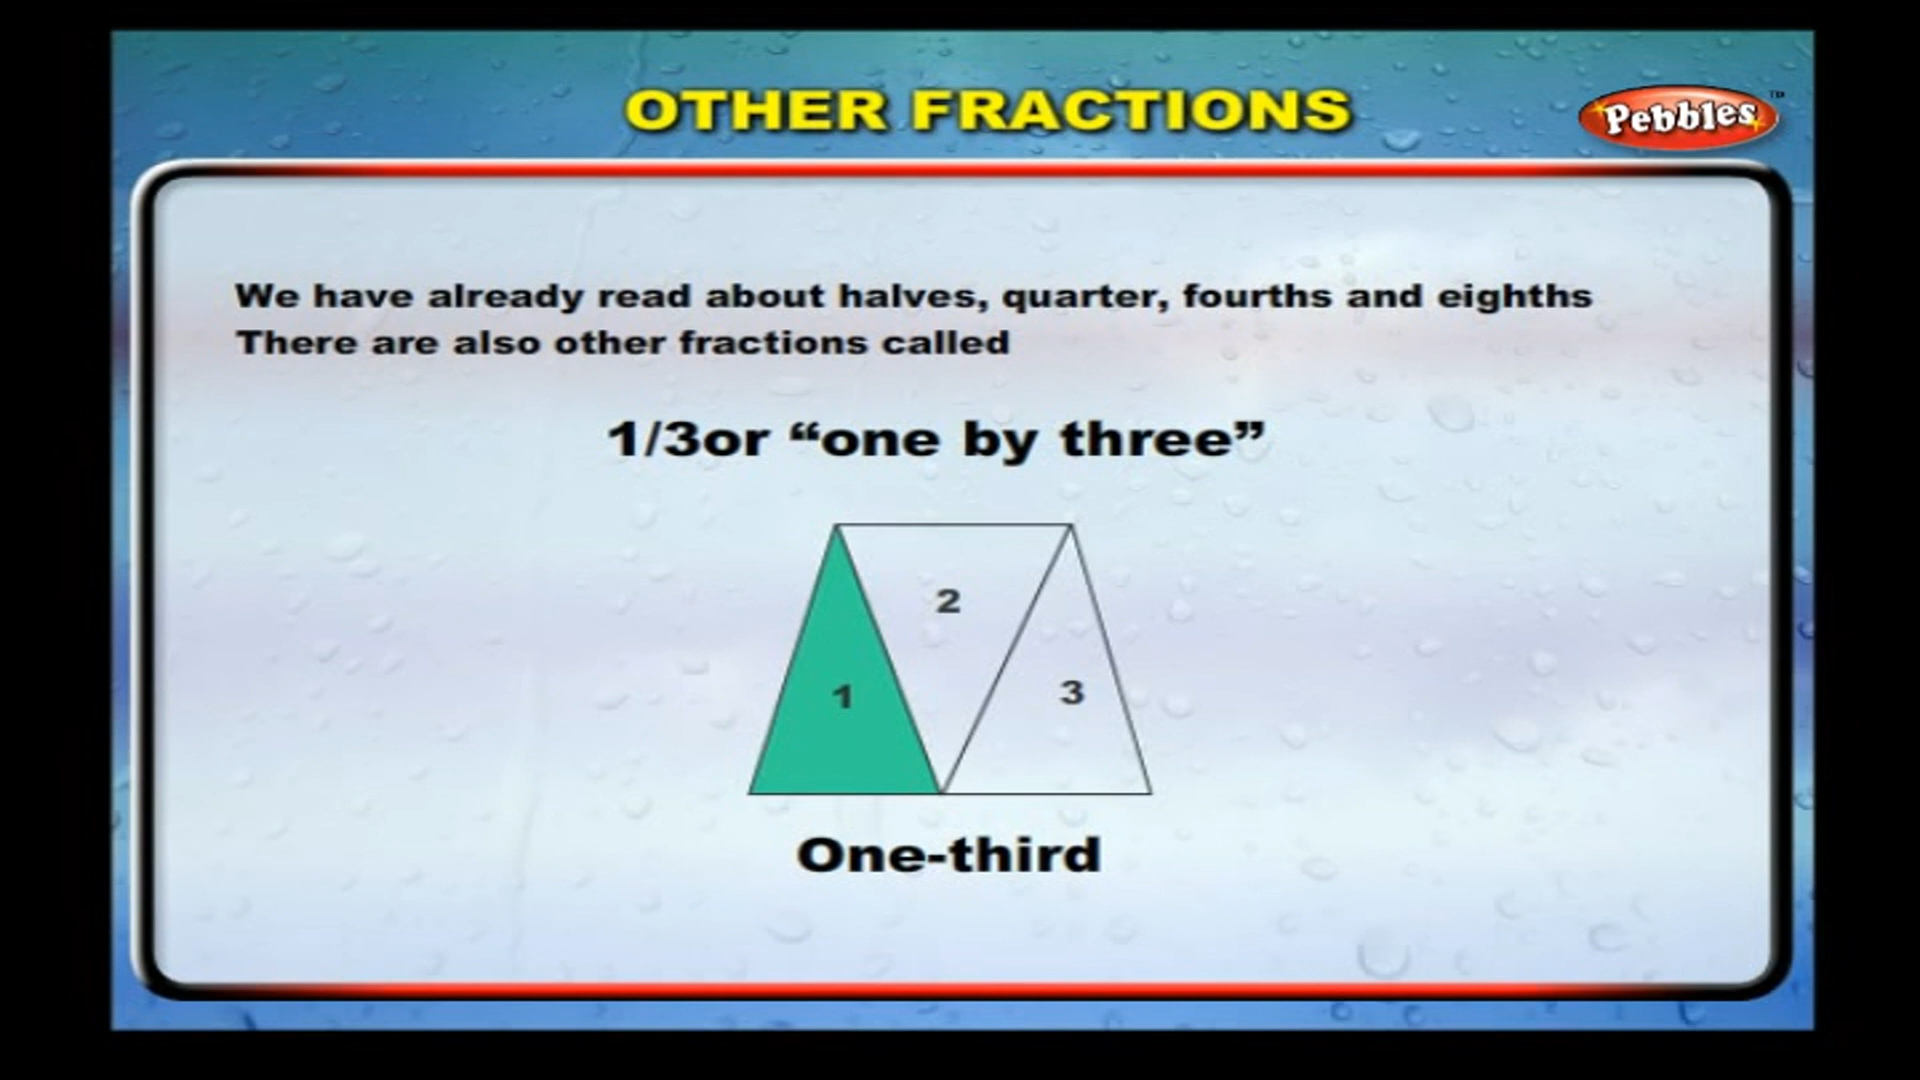 OTHER FRACTIONS
Pebbles™
We have already read about halves, quarter, fourths and eighths
There are also other fractions called
1/3or “one by three”
2
1
3
One-third